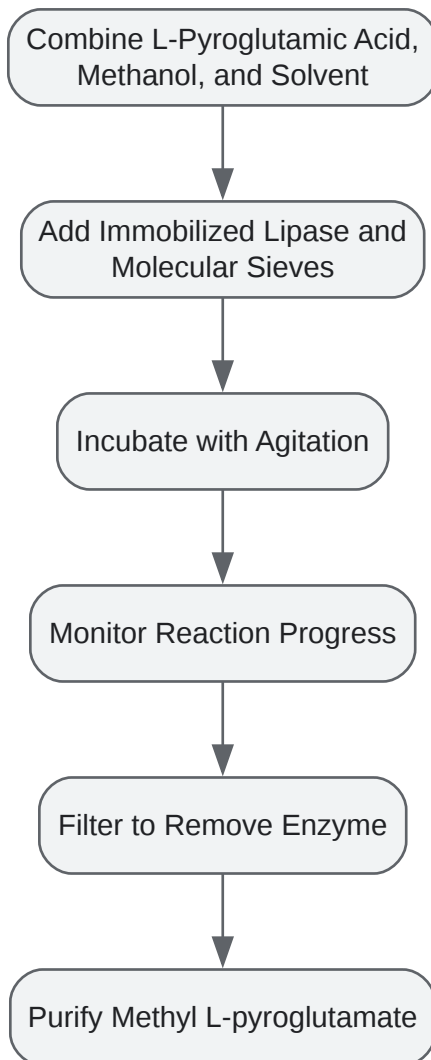 Combine L-Pyroglutamic Acid,
Methanol, and Solvent
Add Immobilized Lipase and
Molecular Sieves
Incubate with Agitation
Monitor Reaction Progress
Filter to Remove Enzyme
Purify Methyl L-pyroglutamate